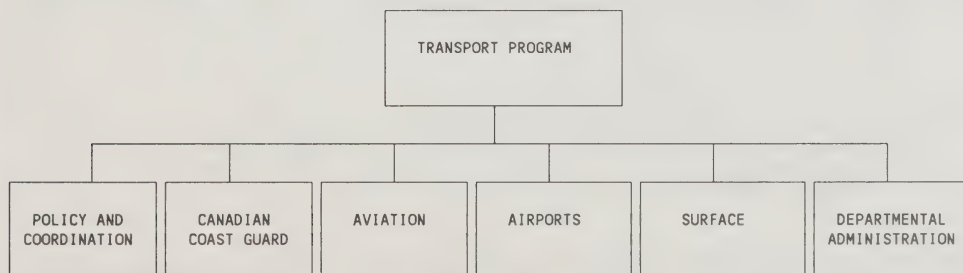 TRANSPORT PROGRAM
POLICY AND
COORDINATION
CANADIAN
COAST GUARD
AVIATION
AIRPORTS
SURFACE
DEPARTMENTAL
ADMINISTRATION